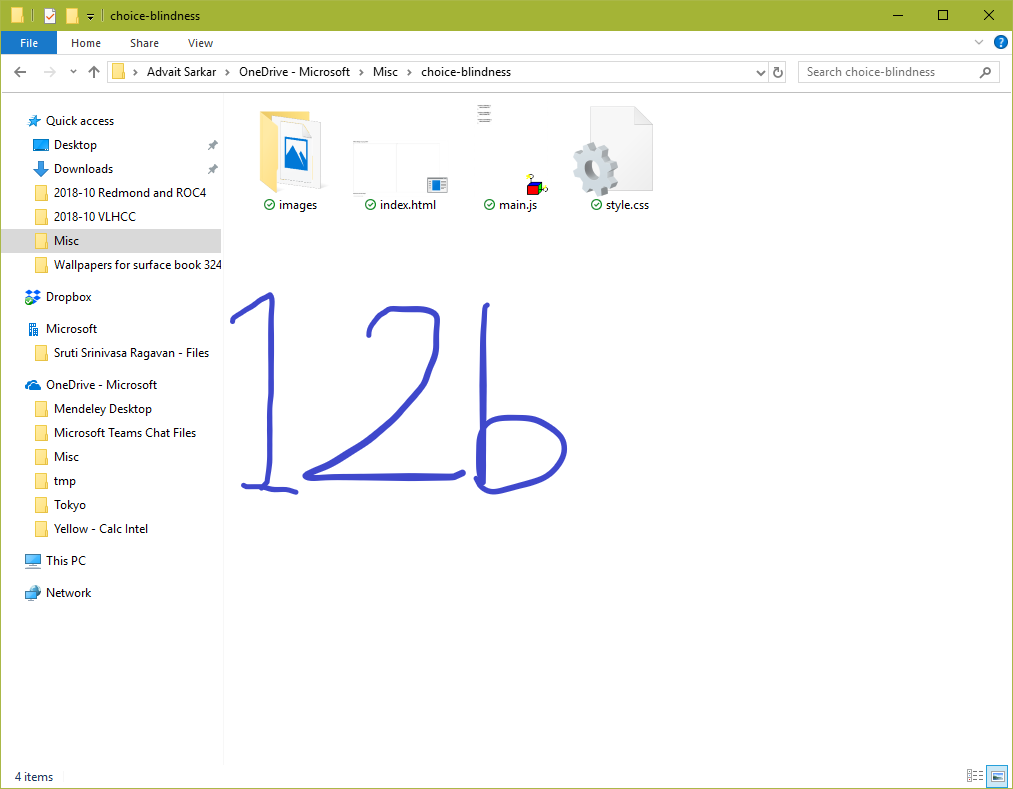 choice-blindness
File Home Share View
Advait Sarkar OneDrive - Microsoft Misc choice-blindness
Search choice-blindness
Quick access
Desktop
Downloads
2018-10 Redmond and ROC4
2018-10 VLHCC
Misc
Wallpapers for surface book 324
Dropbox
Microsoft
Sruti Srinivasa Ragavan - Files
OneDrive - Microsoft
Mendeley Desktop
Microsoft Teams Chat Files
Misc
tmp
Tokyo
Yellow - Calc Intel
This PC
Network
images index.html main.js style.css
12b
4 items